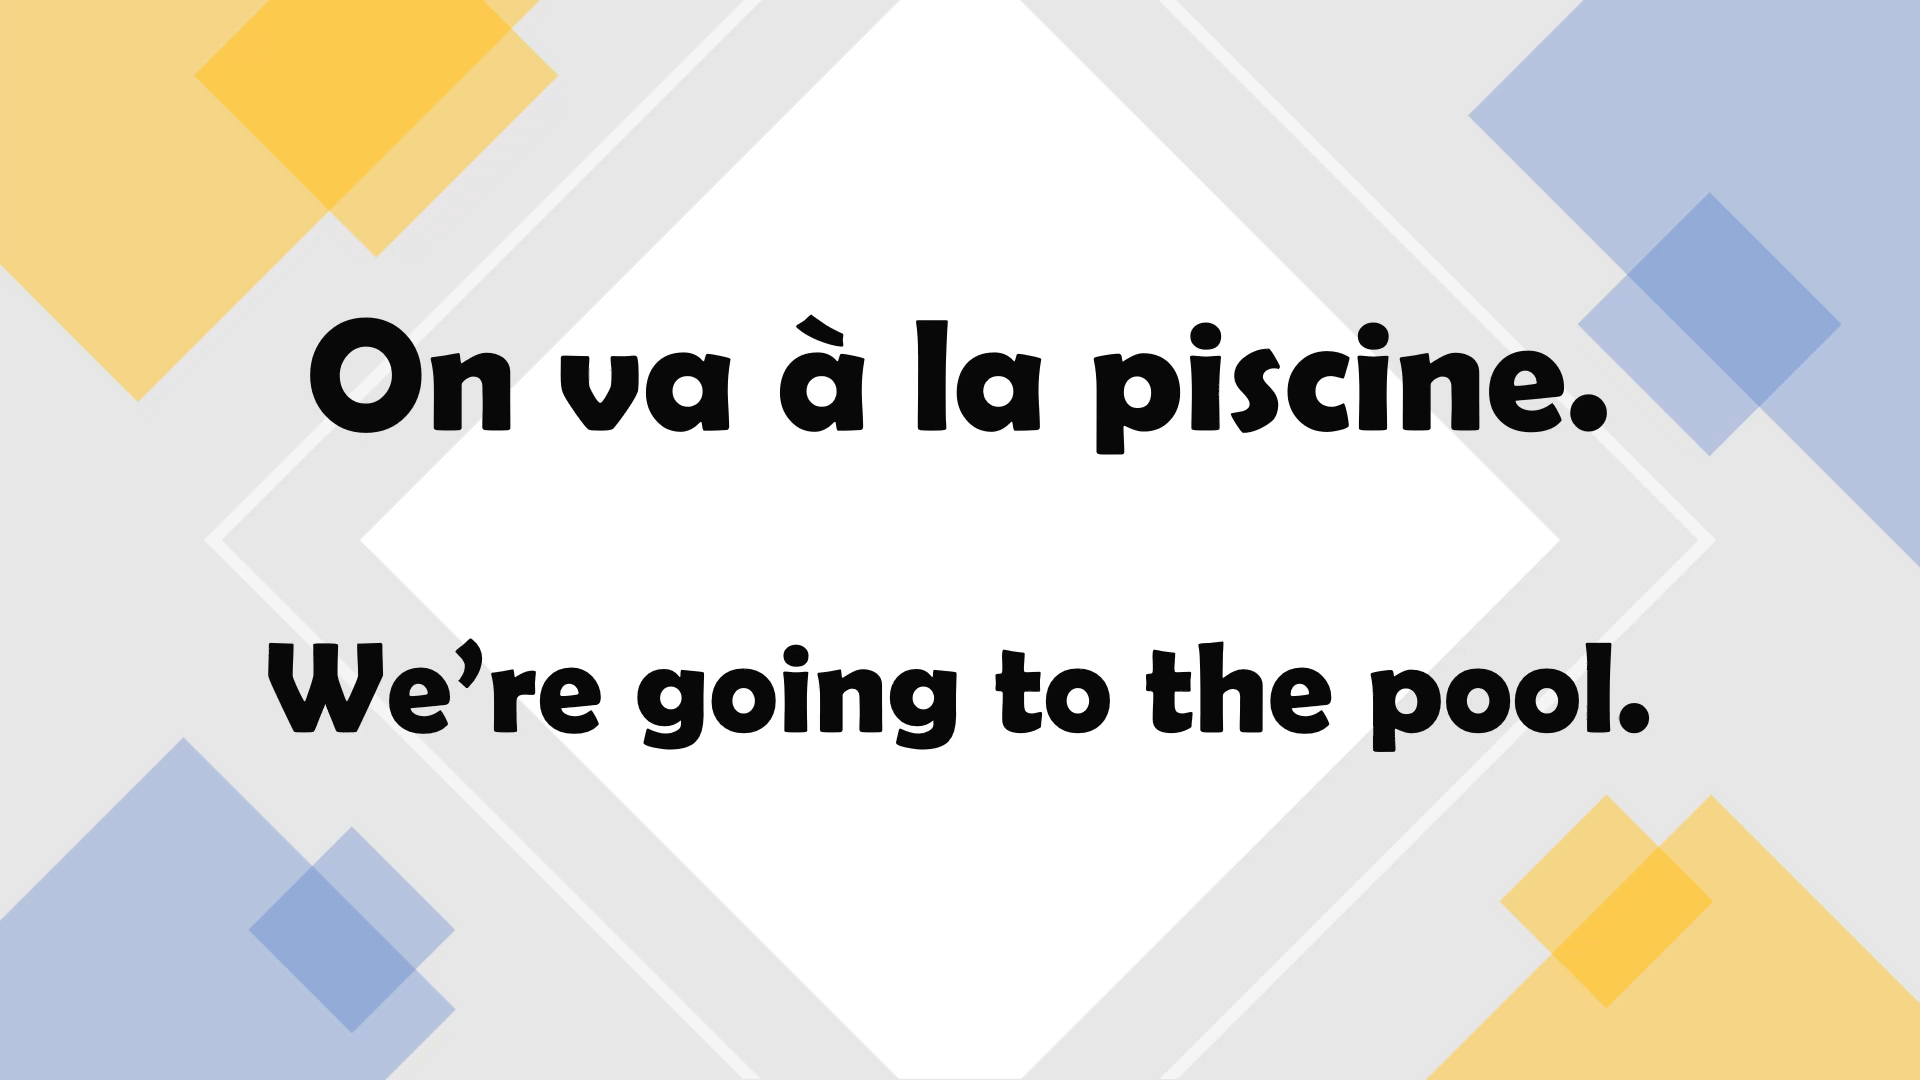 On va à la piscine.
We’re going to the pool.